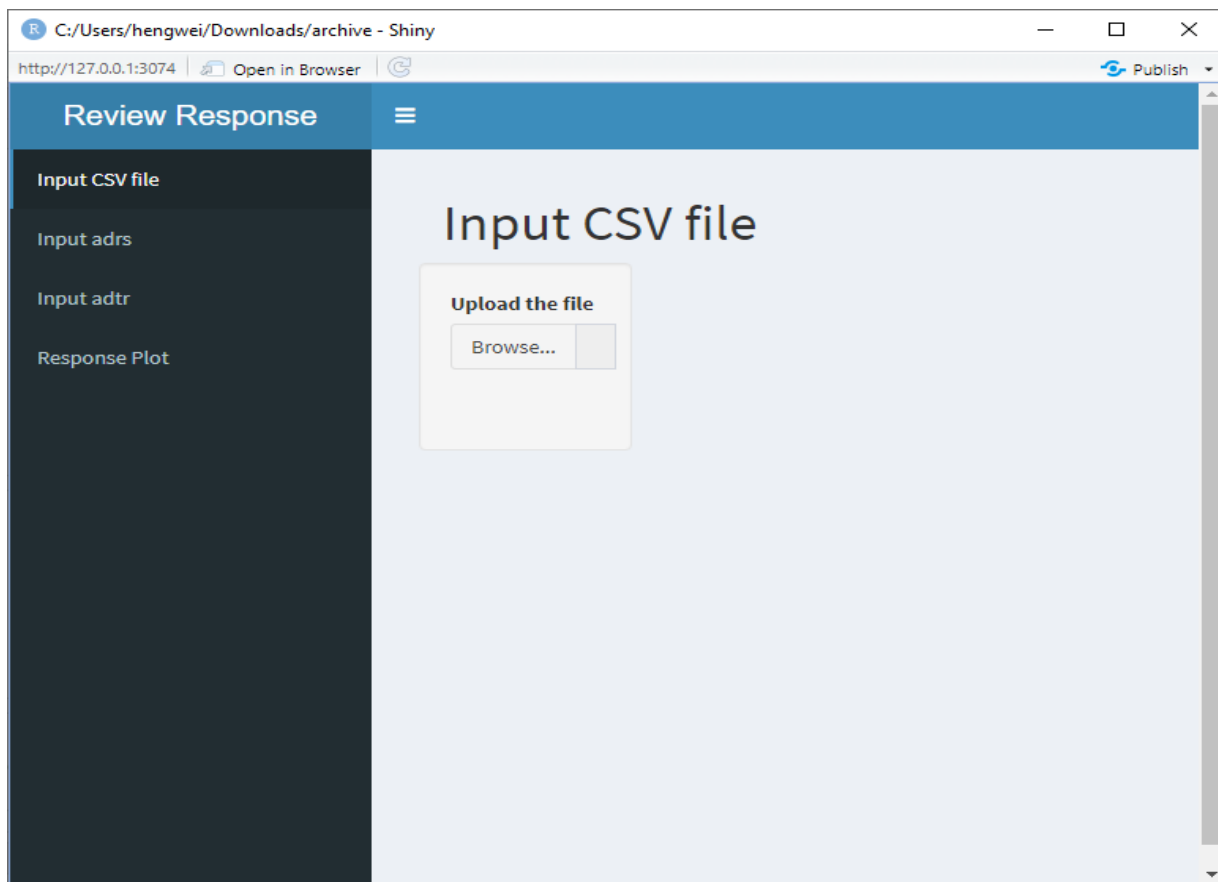 R C:/Users/hengwei/Downloads/archive - Shiny
http://127.0.0.1:3074 Open in Browser Publish
Review Response
Input CSV file
Input adrs
Input adtr
Response Plot
Input CSV file
Upload the file
Browse...